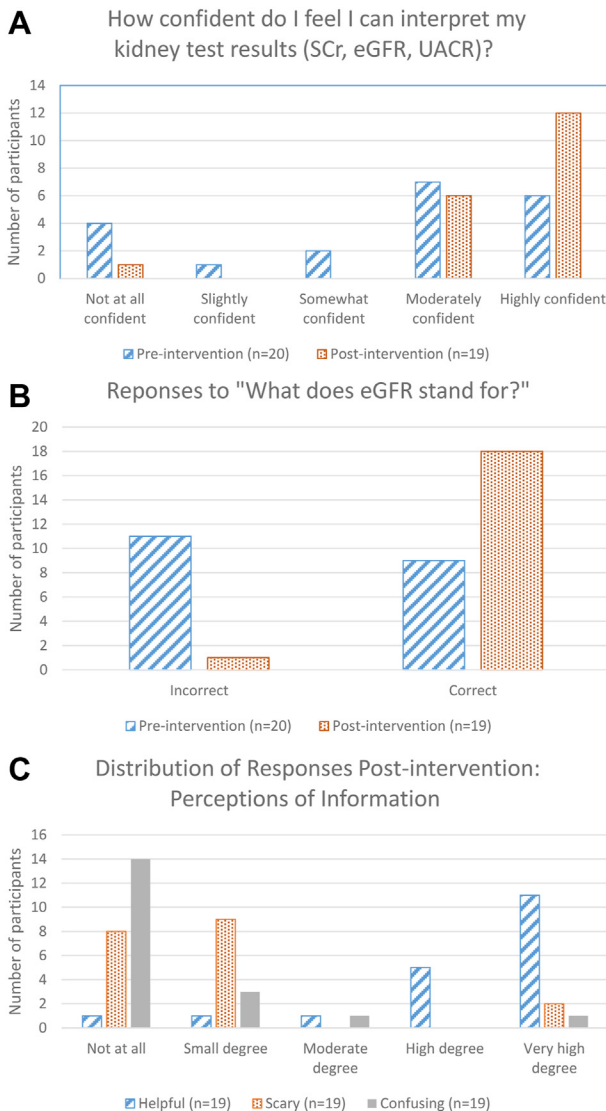 A
How confident do I feel I can interpret my
kidney test results (SCr, eGFR, UACR)?
Number of participants
14
12
10
8
6
4
2
0
Not at all confident
Slightly confident
Somewhat confident
Moderately confident
Highly confident
Pre-intervention (n=20) Post-intervention (n=19)
B
Reponses to "What does eGFR stand for?"
Number of participants
20
18
16
14
12
10
8
6
4
2
0
Incorrect Correct
Pre-intervention (n=20) Post-intervention (n=19)
C
Distribution of Responses Post-intervention:
Perceptions of Information
Number of participants
16
14
12
10
8
6
4
2
0
Not at all
Small degree
Moderate degree
High degree
Very high degree
Helpful (n=19) Scary (n=19) Confusing (n=19)